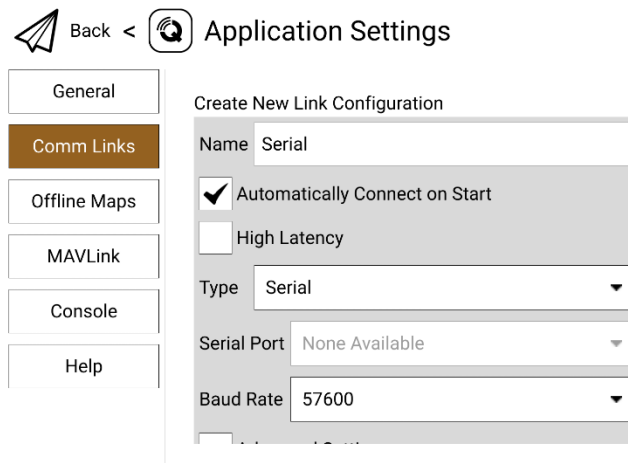 Back < Application Settings
General
Comm Links
Offline Maps
MAVLink
Console
Help
Create New Link Configuration
Name Serial
Automatically Connect on Start
High Latency
Type Serial
Serial Port None Available
Baud Rate 57600